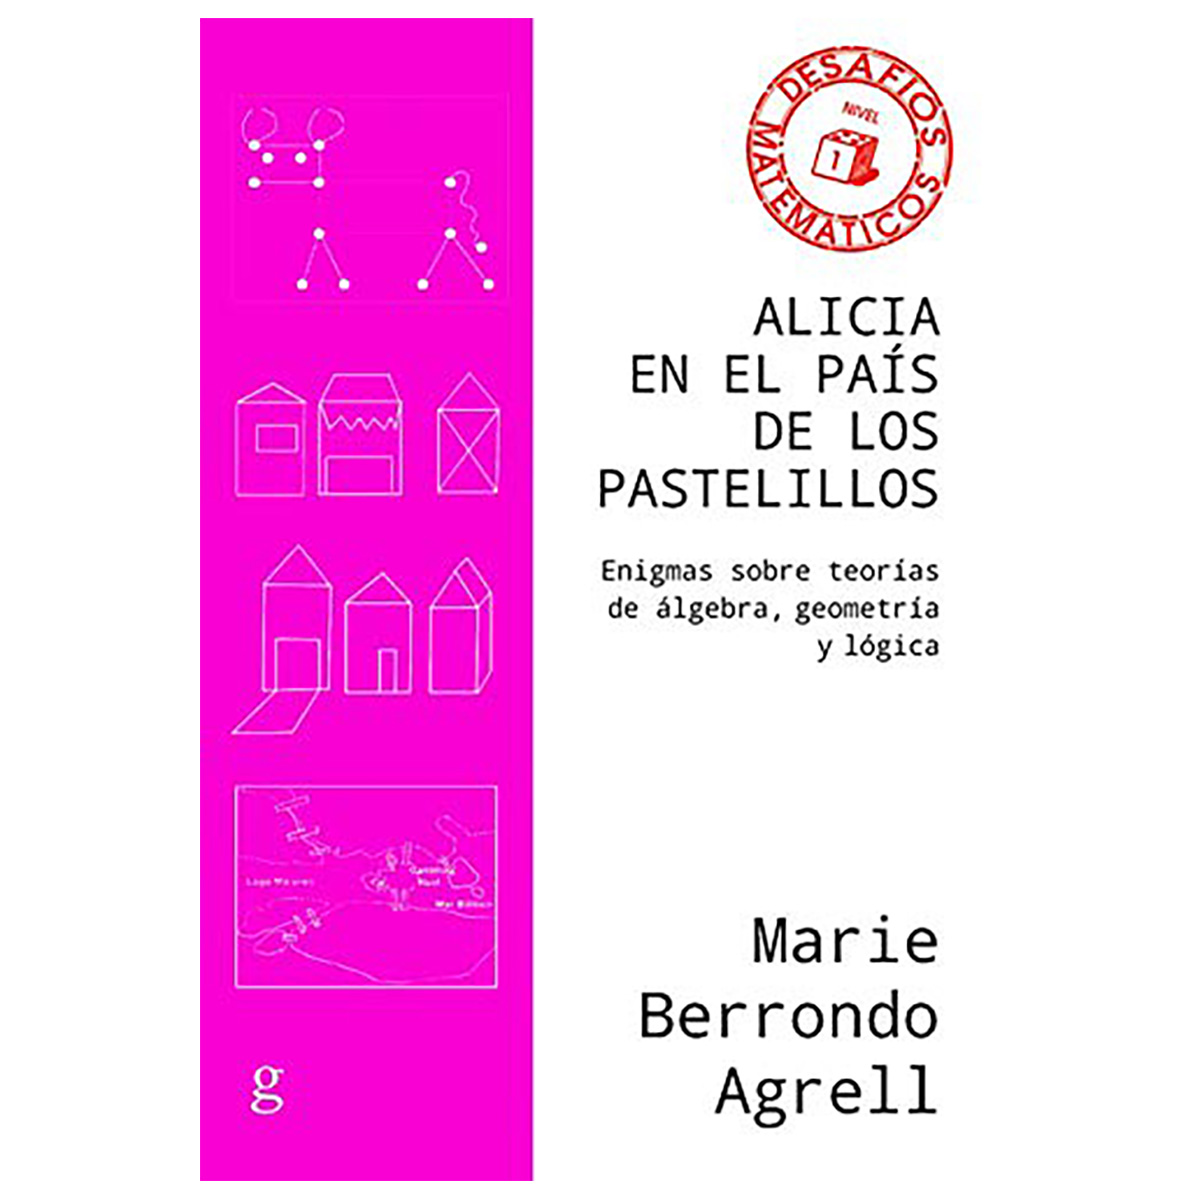 DESAFÍOS
MATEMÁTICOS
NIVEL
1
ALICIA
EN EL PAÍS
DE LOS
PASTELILLOS
Enigmas sobre teorías
de álgebra, geometría
y lógica
Marie
Berrondo
Agrell
g